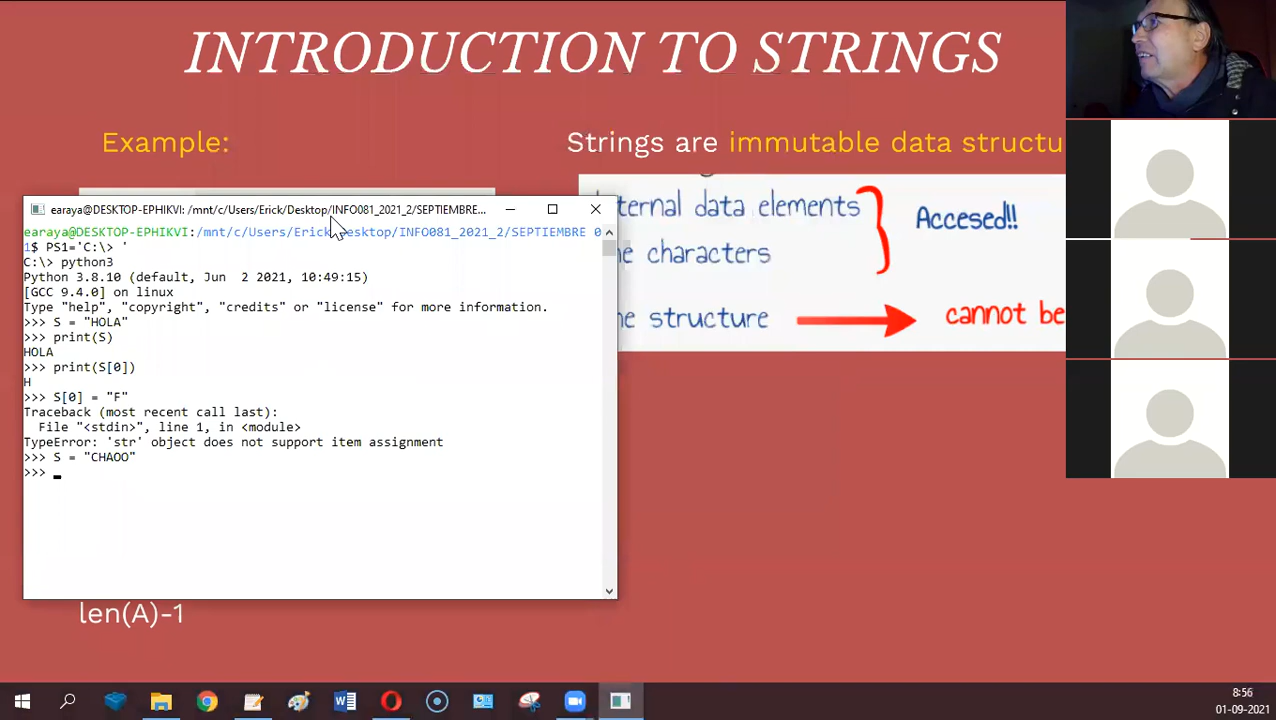 INTRODUCTION TO STRINGS
Example:
Strings are immutable data structu
ternal data elements
e characters
Accesed!!
e structure
cannot be
earaya@DESKTOP-EPHIKVI: /mnt/c/Users/Erick/Desktop/INFO081_2021_2/SEPTIEMBRE...
earaya@DESKTOP-EPHIKVI:/mnt/c/Users/Erick/Desktop/INFO081_2021_2/SEPTIEMBRE 0
1$ PS1='C:\> '
C:\> python3
Python 3.8.10 (default, Jun  2 2021, 10:49:15)
[GCC 9.4.0] on linux
Type "help", "copyright", "credits" or "license" for more information.
>>> S = "HOLA"
>>> print(S)
HOLA
>>> print(S[0])
H
>>> S[0] = "F"
Traceback (most recent call last):
  File "<stdin>", line 1, in <module>
TypeError: 'str' object does not support item assignment
>>> S = "CHAOO"
>>>
len(A)-1
8:56
01-09-2021